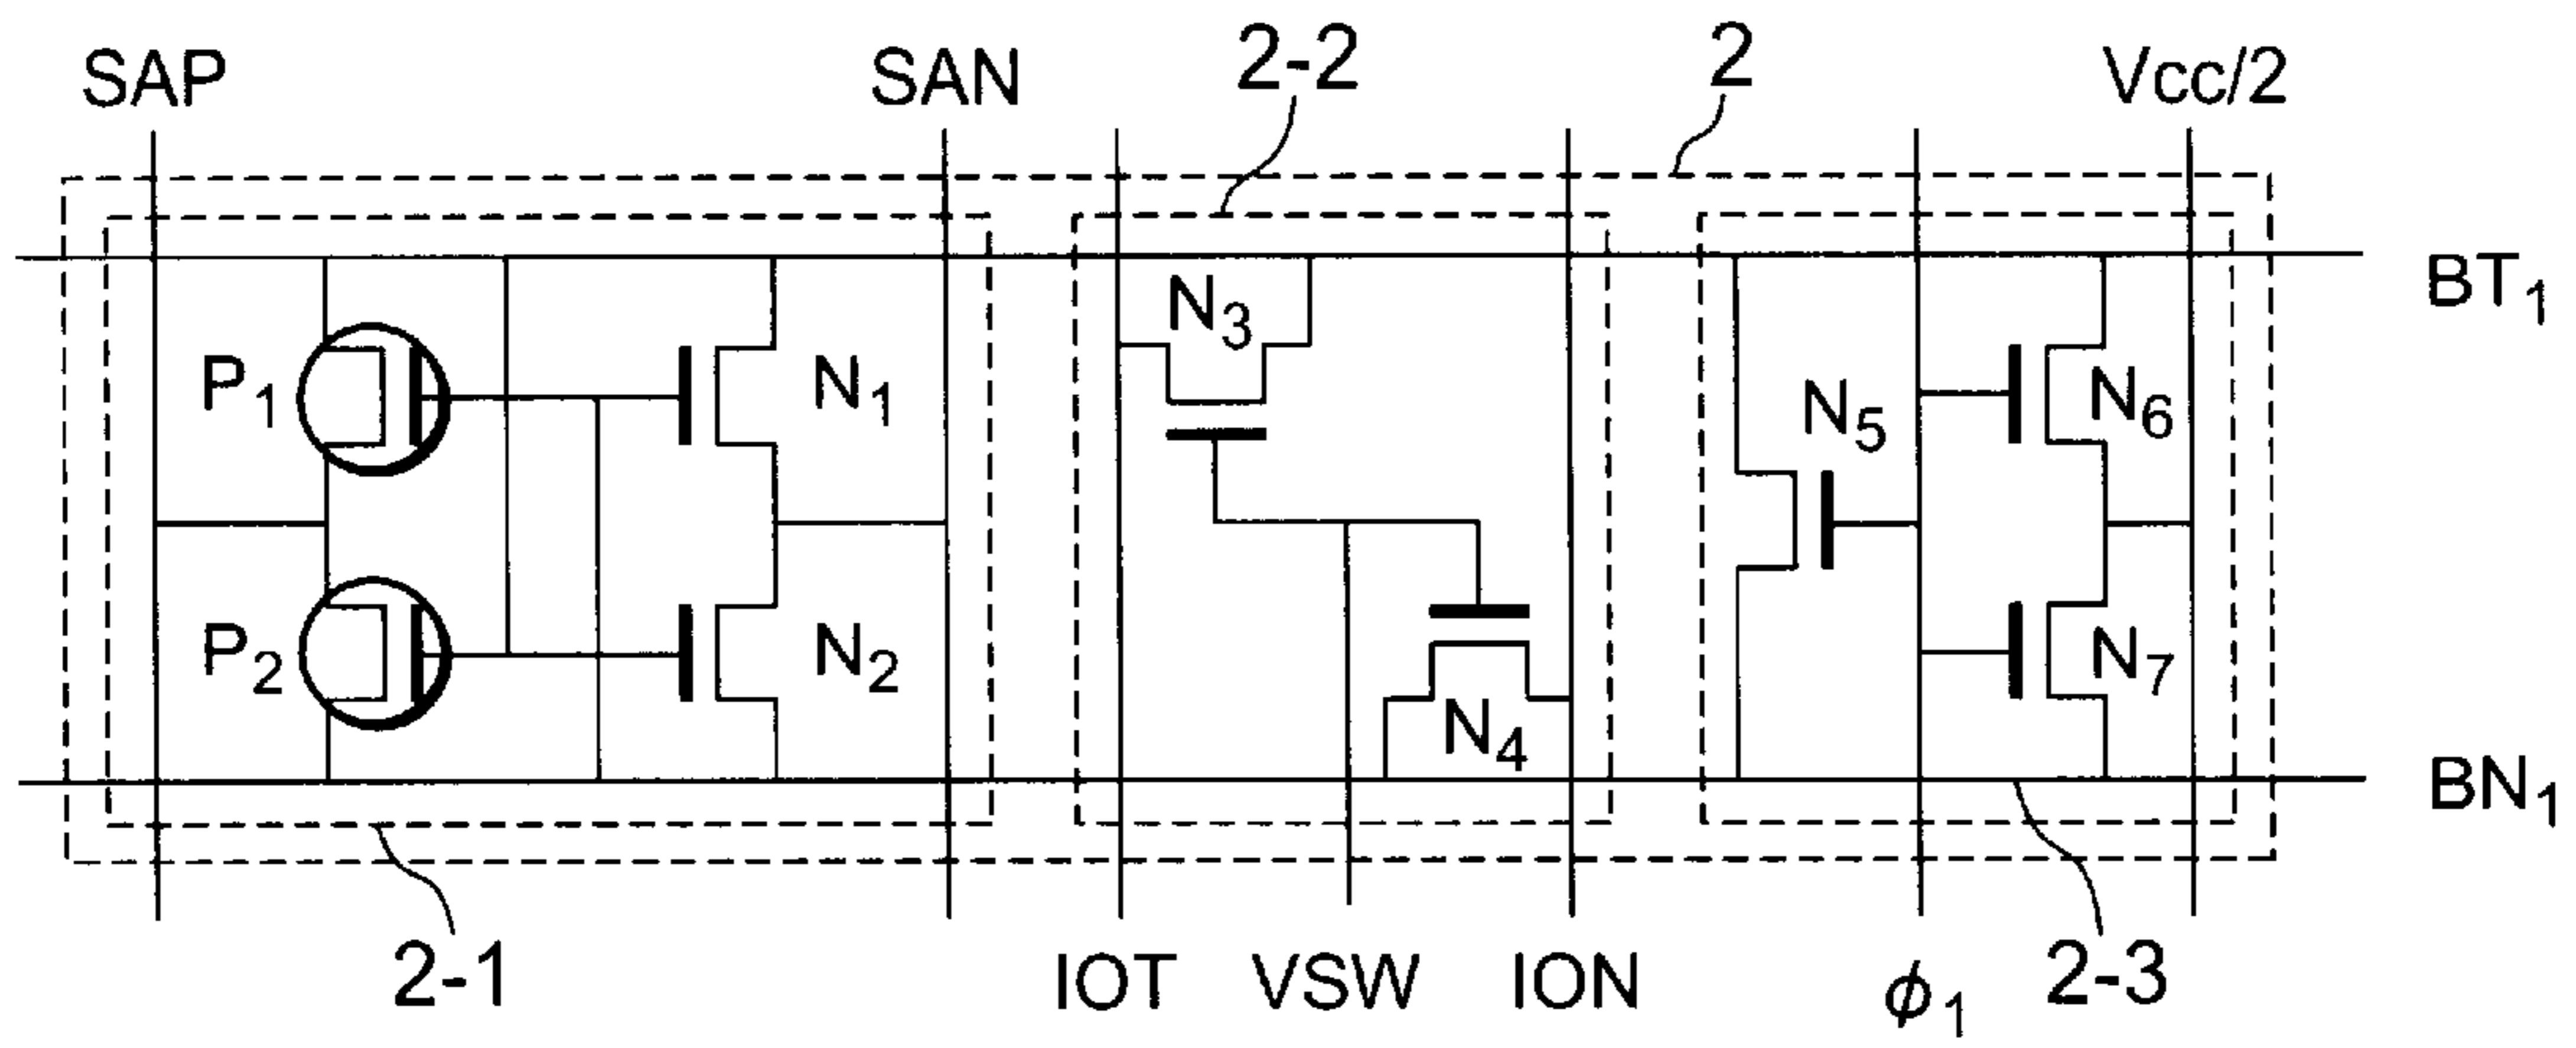 SAP SAN 2-2 2 Vcc/2
BT1
N3
P1 N1 N5 N6
P2 N2 N4 N7
BN1
2-1 IOT VSW ION ϕ1 2-3